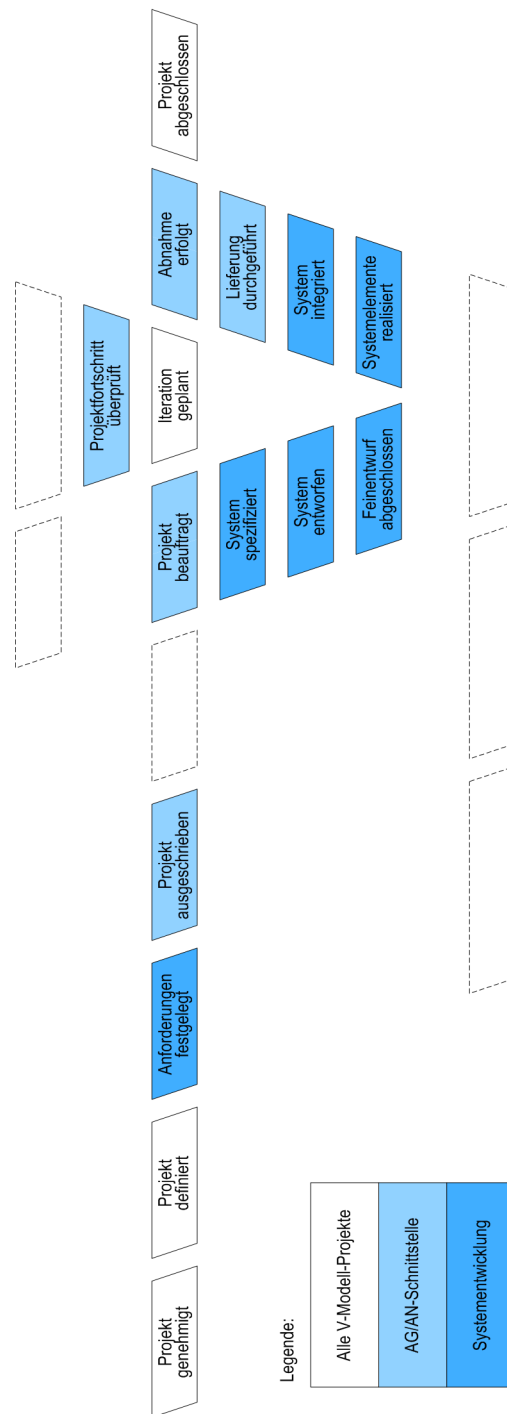 Projekt
genehmigt
Projekt
definiert
Anforderungen
festgelegt
Projekt
ausgeschrieben
Projekt
beauftragt
Iteration
geplant
Abnahme
erfolgt
Projekt
abgeschlossen
Projektfortschritt
überprüft
System
spezifiziert
Lieferung
durchgeführt
System
entworfen
System
integriert
Feinentwurf
abgeschlossen
Systemelemente
realisiert
Legende:
Alle V-Modell-Projekte
AG/AN-Schnittstelle
Systementwicklung